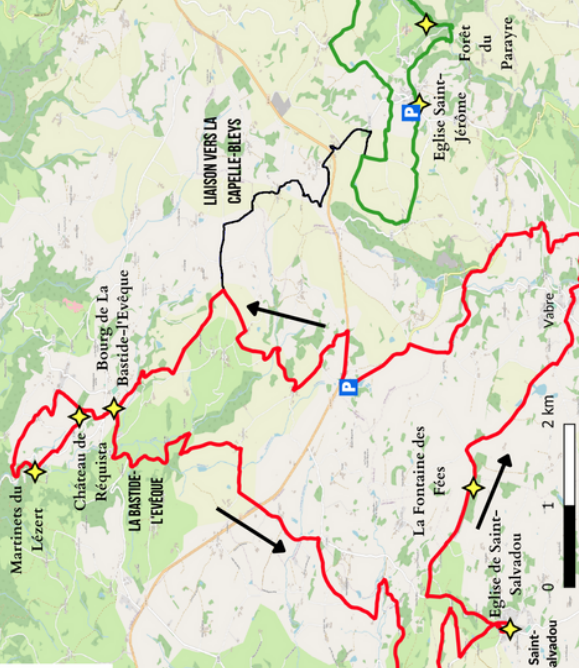 Forêt
du
Parayre
P
Eglise Saint-
Jérôme
LIAISON VERS LA
CAPELLE-BLEYS
Bourg de La
Bastide-l'Evêque
Château de
Réquista
Martinets du
Lézert
LA BASTIDE-
L'EVÊQUE
P
Vabre
La Fontaine des
Fées
Eglise de Saint-
Salvadou
Saint-
alvadou
0 1 2 km